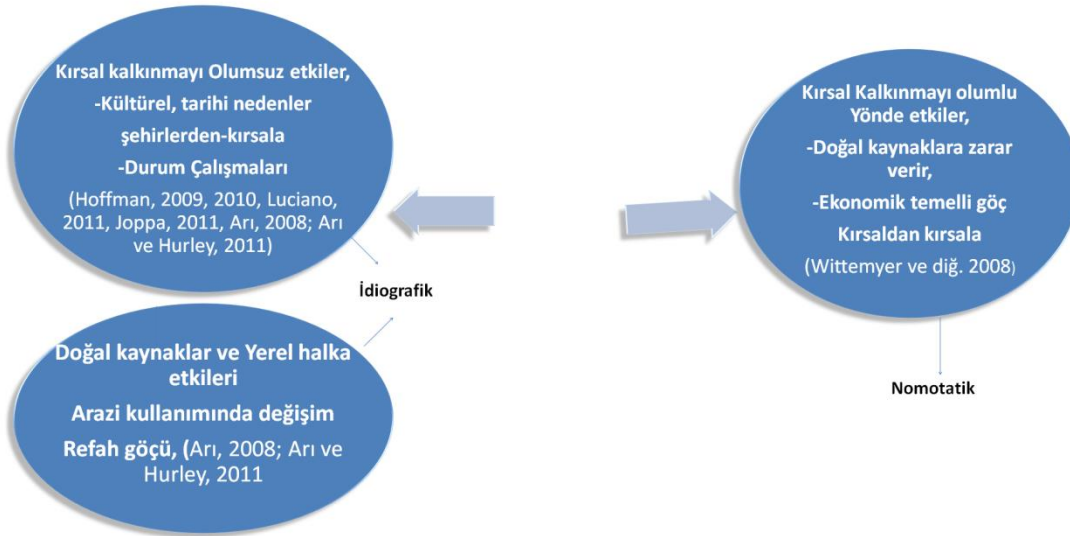 Kırsal kalkınmayı Olumsuz etkiler,
-Kültürel, tarihi nedenler
şehirlerden-kırsala
-Durum Çalışmaları
(Hoffman, 2009, 2010, Luciano,
2011, Joppa, 2011, Arı, 2008; Arı
ve Hurley, 2011)
İdiografik
Doğal kaynaklar ve Yerel halka
etkileri
Arazi kullanımında değişim
Refah göçü, (Arı, 2008; Arı ve
Hurley, 2011
Kırsal Kalkınmayı olumlu
Yönde etkiler,
-Doğal kaynaklara zarar
verir,
-Ekonomik temelli göç
Kırsaldan kırsala
(Wittemyer ve diğ. 2008)
Nomotatik